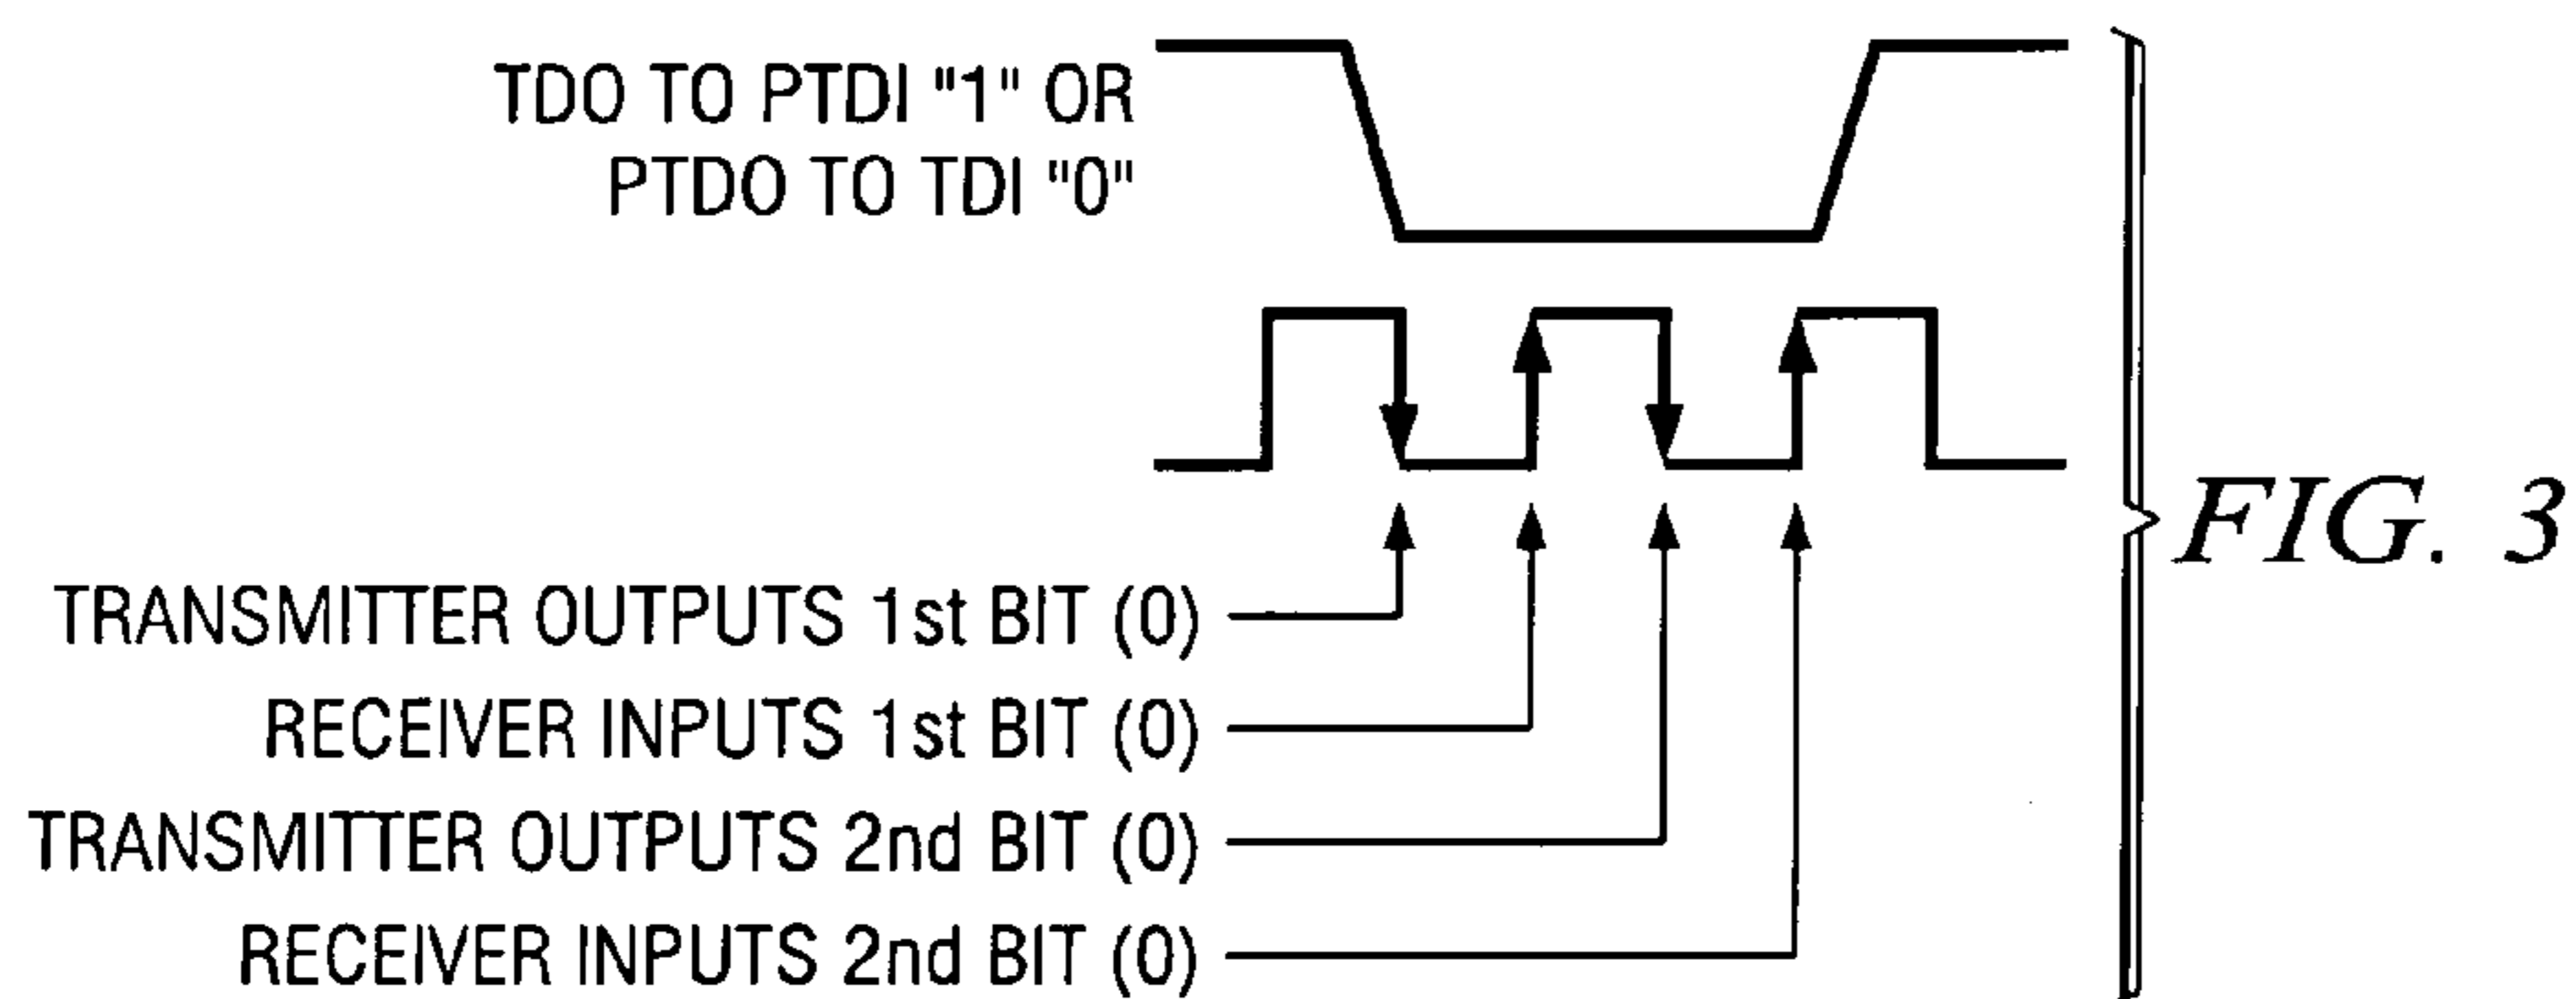 TDO TO PTDI "1" OR
PTDO TO TDI "0"
TRANSMITTER OUTPUTS 1st BIT (0)
RECEIVER INPUTS 1st BIT (0)
TRANSMITTER OUTPUTS 2nd BIT (0)
RECEIVER INPUTS 2nd BIT (0)
FIG. 3